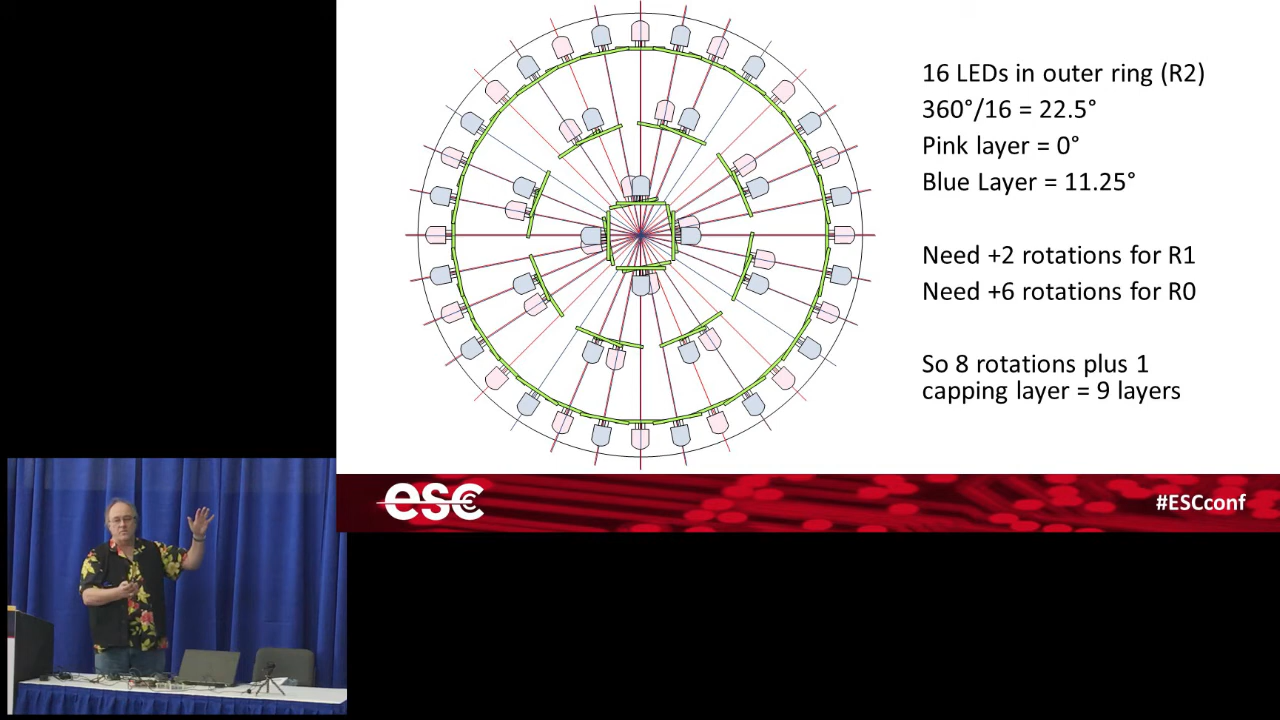 16 LEDs in outer ring (R2)
360°/16 = 22.5°
Pink layer = 0°
Blue Layer = 11.25°
Need +2 rotations for R1
Need +6 rotations for R0
So 8 rotations plus 1
capping layer = 9 layers
esc
#ESCconf